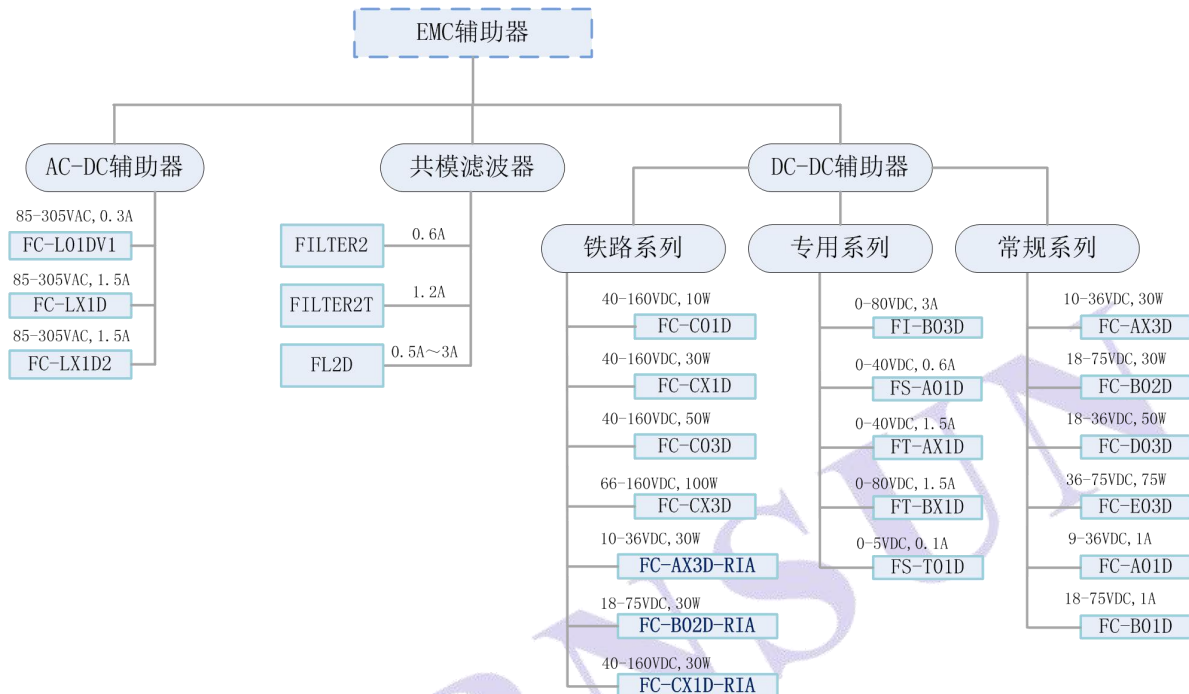 EMC辅助器
AC-DC辅助器
共模滤波器
DC-DC辅助器
85-305VAC,0.3A
FC-L01DV1
85-305VAC,1.5A
FC-LX1D
85-305VAC,1.5A
FC-LX1D2
FILTER2
0.6A
FILTER2T
1.2A
FL2D
0.5A～3A
铁路系列
40-160VDC,10W
FC-C01D
40-160VDC,30W
FC-CX1D
40-160VDC,50W
FC-C03D
66-160VDC,100W
FC-CX3D
10-36VDC,30W
FC-AX3D-RIA
18-75VDC,30W
FC-B02D-RIA
40-160VDC,30W
FC-CX1D-RIA
专用系列
0-80VDC,3A
FI-B03D
0-40VDC,0.6A
FS-A01D
0-40VDC,1.5A
FT-AX1D
0-80VDC,1.5A
FT-BX1D
0-5VDC,0.1A
FS-T01D
常规系列
10-36VDC,30W
FC-AX3D
18-75VDC,30W
FC-B02D
18-36VDC,50W
FC-D03D
36-75VDC,75W
FC-E03D
9-36VDC,1A
FC-A01D
18-75VDC,1A
FC-B01D